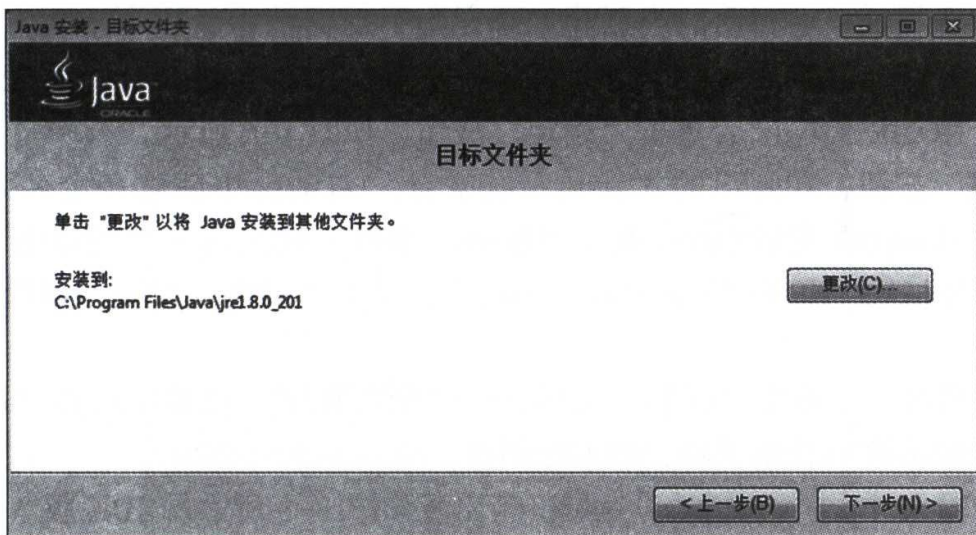 Java 安装 - 目标文件夹
Java
ORACLE
目标文件夹
单击 "更改" 以将 Java 安装到其他文件夹。
安装到:
更改(C)...
C:\Program Files\Java\jre1.8.0_201
<上一步(B)
下一步(N) >